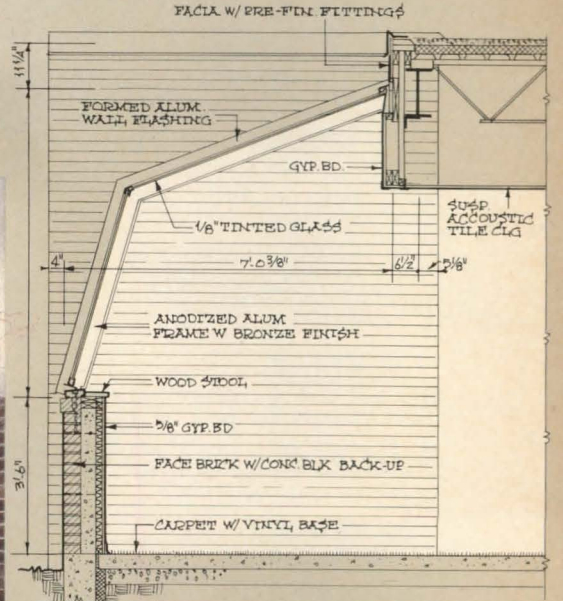 FACIA W/ PRE-FIN. FITTINGS
11 1/4"
FORMED ALUM.
WALL FLASHING
GYP. BD.
1/8" TINTED GLASS
SUSP.
ACCOUSTIC
TILE CLG
4"
7'-0 3/8"
6 1/2"
5 1/8"
ANODIZED ALUM
FRAME W BRONZE FINISH
WOOD STOOL
5/8" GYP. BD
3'-6"
FACE BRICK W/CONC. BLK BACK-UP
CARPET W/ VINYL BASE